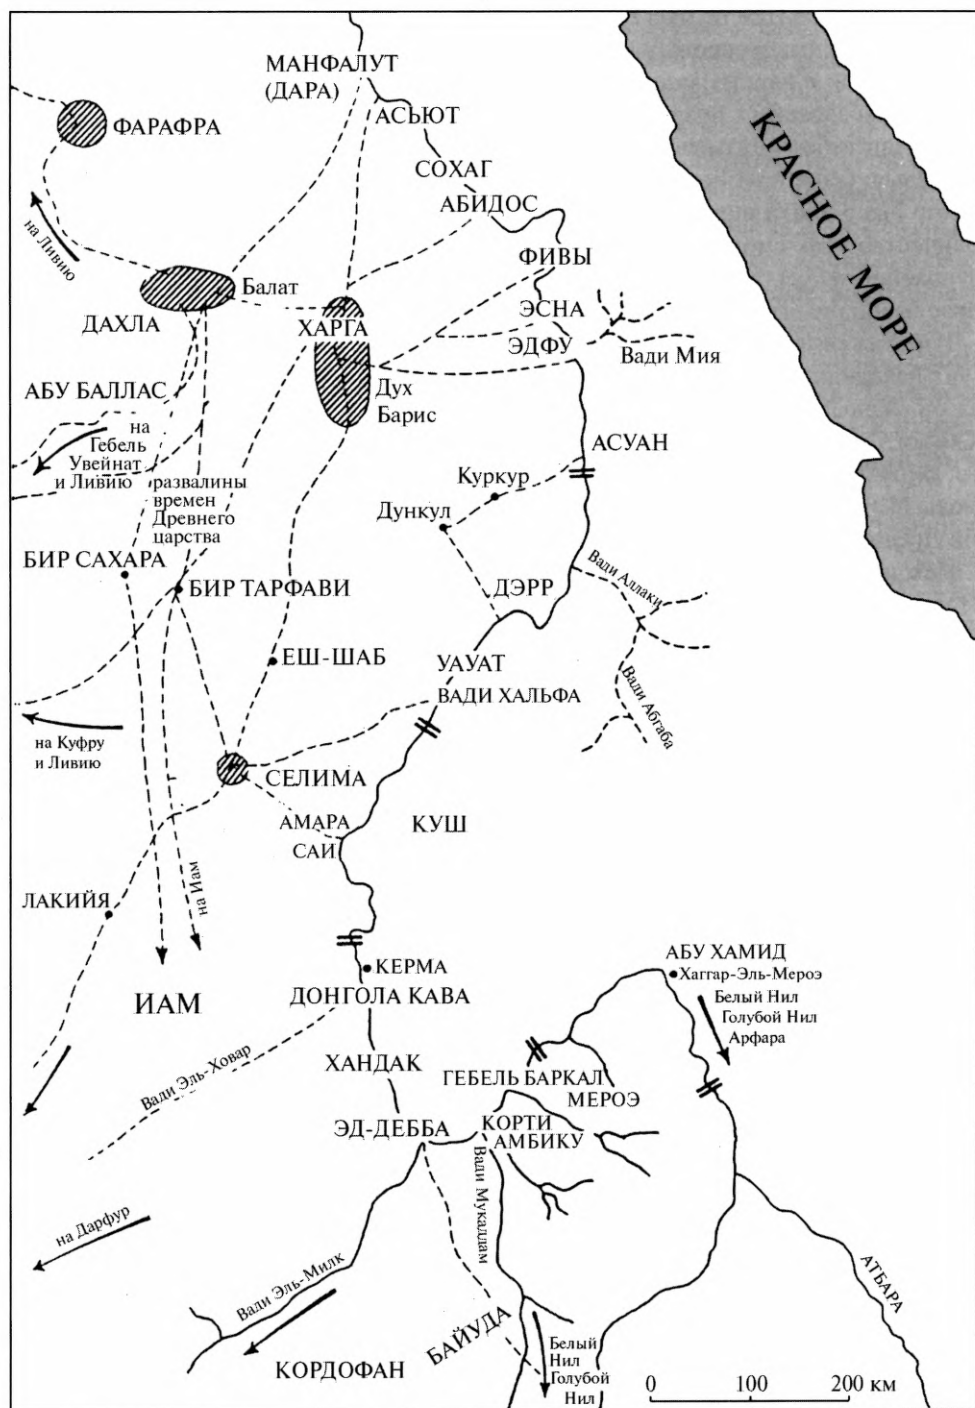 МАНФАЛУТ
(ДАРА)
ФАРАФРА
АСЬЮТ
СОХАГ
АБИДОС
КРАСНОЕ МОРЕ
на Ливию
ФИВЫ
Балат
ДАХЛА
ЭСНА
ХАРГА
ЭДФУ
Вади Мия
АБУ БАЛЛАС
Дух
Барис
на
Гебель
Увейнат
и Ливию
АСУАН
развалины
времен
Древнего
царства
Куркур
Дункул
БИР САХАРА
БИР ТАРФАВИ
ДЭРР
Вади Аллаки
ЕШ-ШАБ
УАУАТ
ВАДИ ХАЛЬФА
Вади Абгаба
на Куфру
и Ливию
СЕЛИМА
АМАРА
КУШ
САИ
на Иам
ЛАКИЙЯ
ИАМ
КЕРМА
ДОНГОЛА КАВА
АБУ ХАМИД
Хаггар-Эль-Мероэ
Белый Нил
Голубой Нил
Арфара
Вади Эль-Ховар
ХАНДАК
ГЕБЕЛЬ БАРКАЛ
МЕРОЭ
ЭД-ДЕББА
КОРТИ
АМБИКУ
Вади Мукаддам
на Дарфур
Вади Эль-Милк
АТБАРА
БАЙУДА
КОРДОФАН
Белый
Нил
Голубой
Нил
0 100 200 км